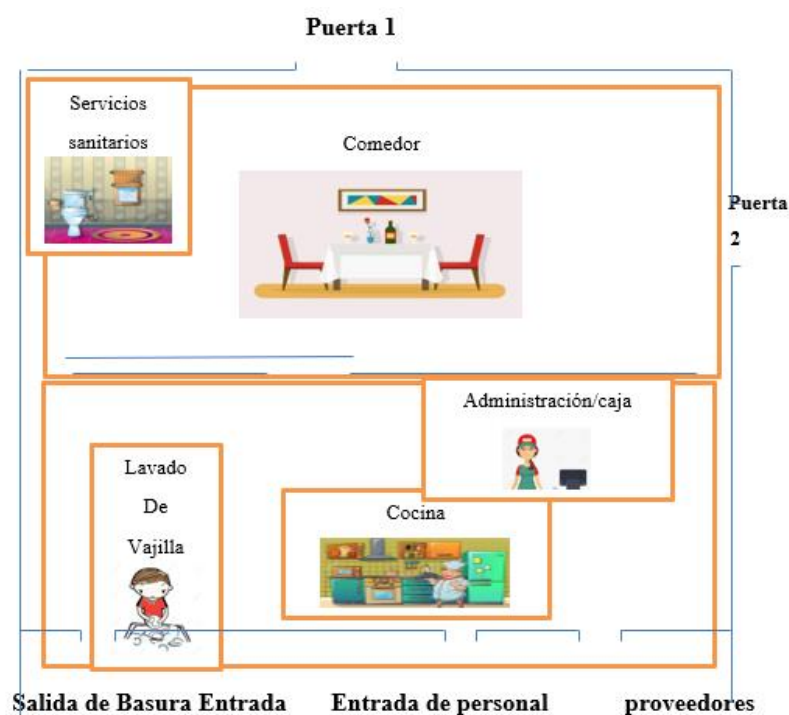 Puerta 1
Servicios
sanitarios
Comedor
Puerta
2
Administración/caja
Lavado
De
Vajilla
Cocina
Salida de Basura Entrada Entrada de personal proveedores